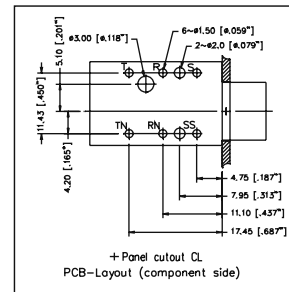 6~ø1.50 [ø.059"]
ø3.00 [ø.118"]
2~ø2.0 [ø.079"]
5.10 [.201"]
T R S
11.43 [.450"]
4.20 [.165"]
TN RN SS
4.75 [.187"]
7.95 [.313"]
11.10 [.437"]
17.45 [.687"]
+ Panel cutout CL
PCB-Layout (component side)